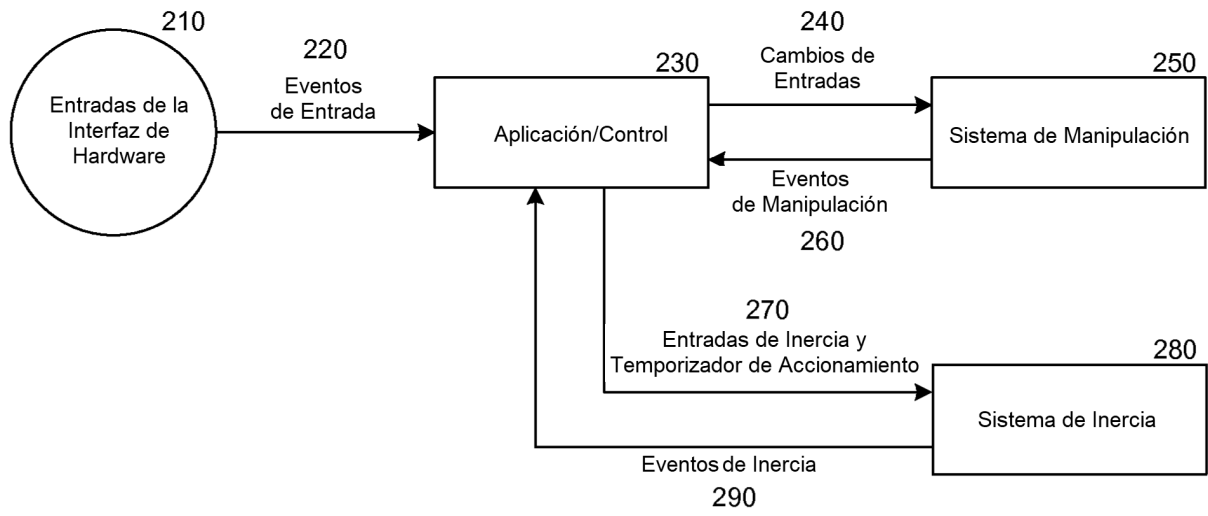 210
Entradas de la
Interfaz de
Hardware
220
Eventos
de Entrada
230
Aplicación/Control
240
Cambios de
Entradas
250
Sistema de Manipulación
Eventos
de Manipulación
260
270
Entradas de Inercia y
Temporizador de Accionamiento
280
Sistema de Inercia
Eventos de Inercia
290